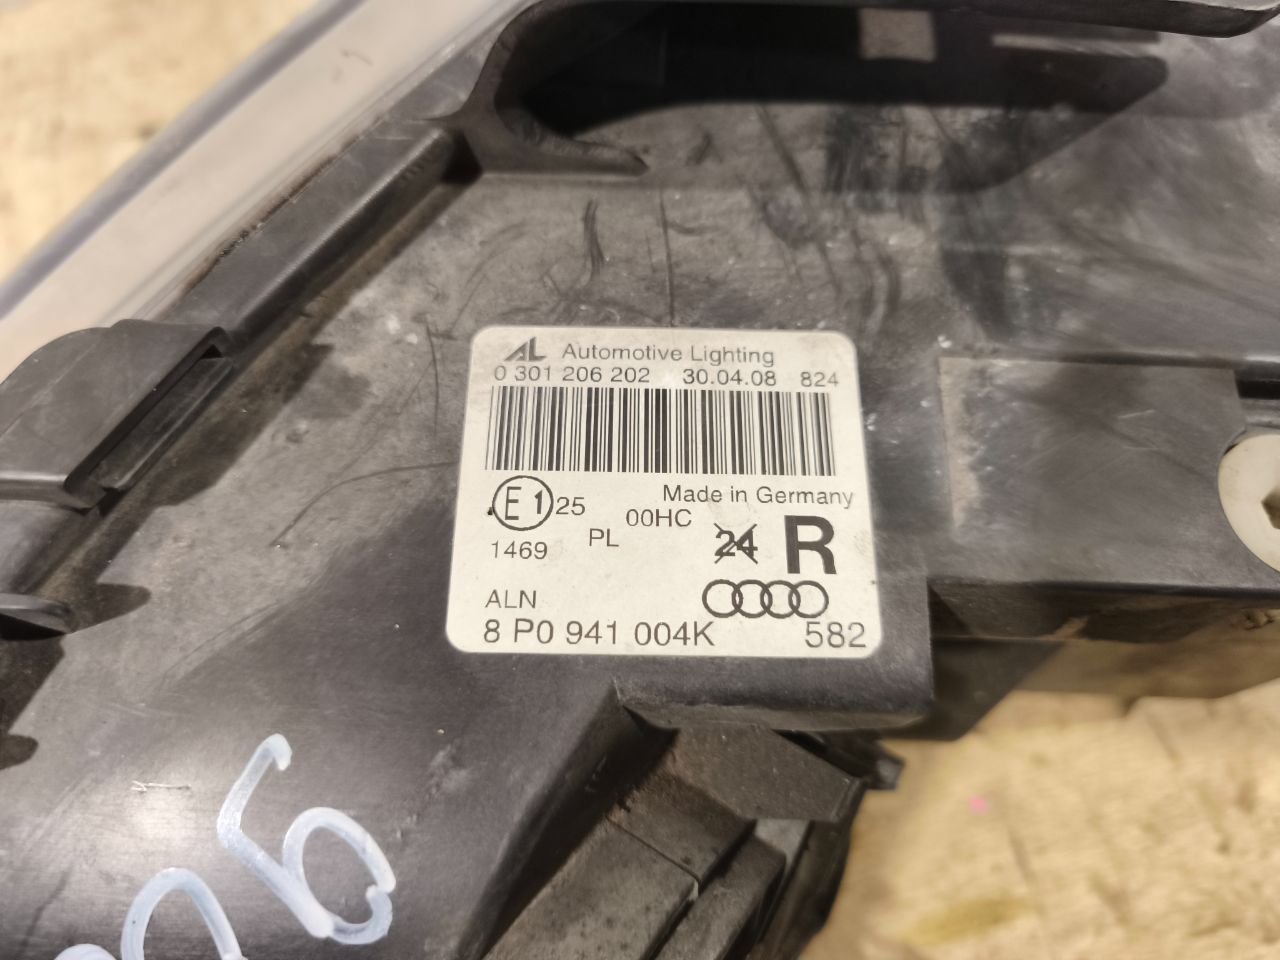 AL Automotive Lighting
0 301 206 202 30.04.08 824
Made in Germany
E1 25
00HC
PL
24 R
1469
ALN
8 P0 941 004K 582